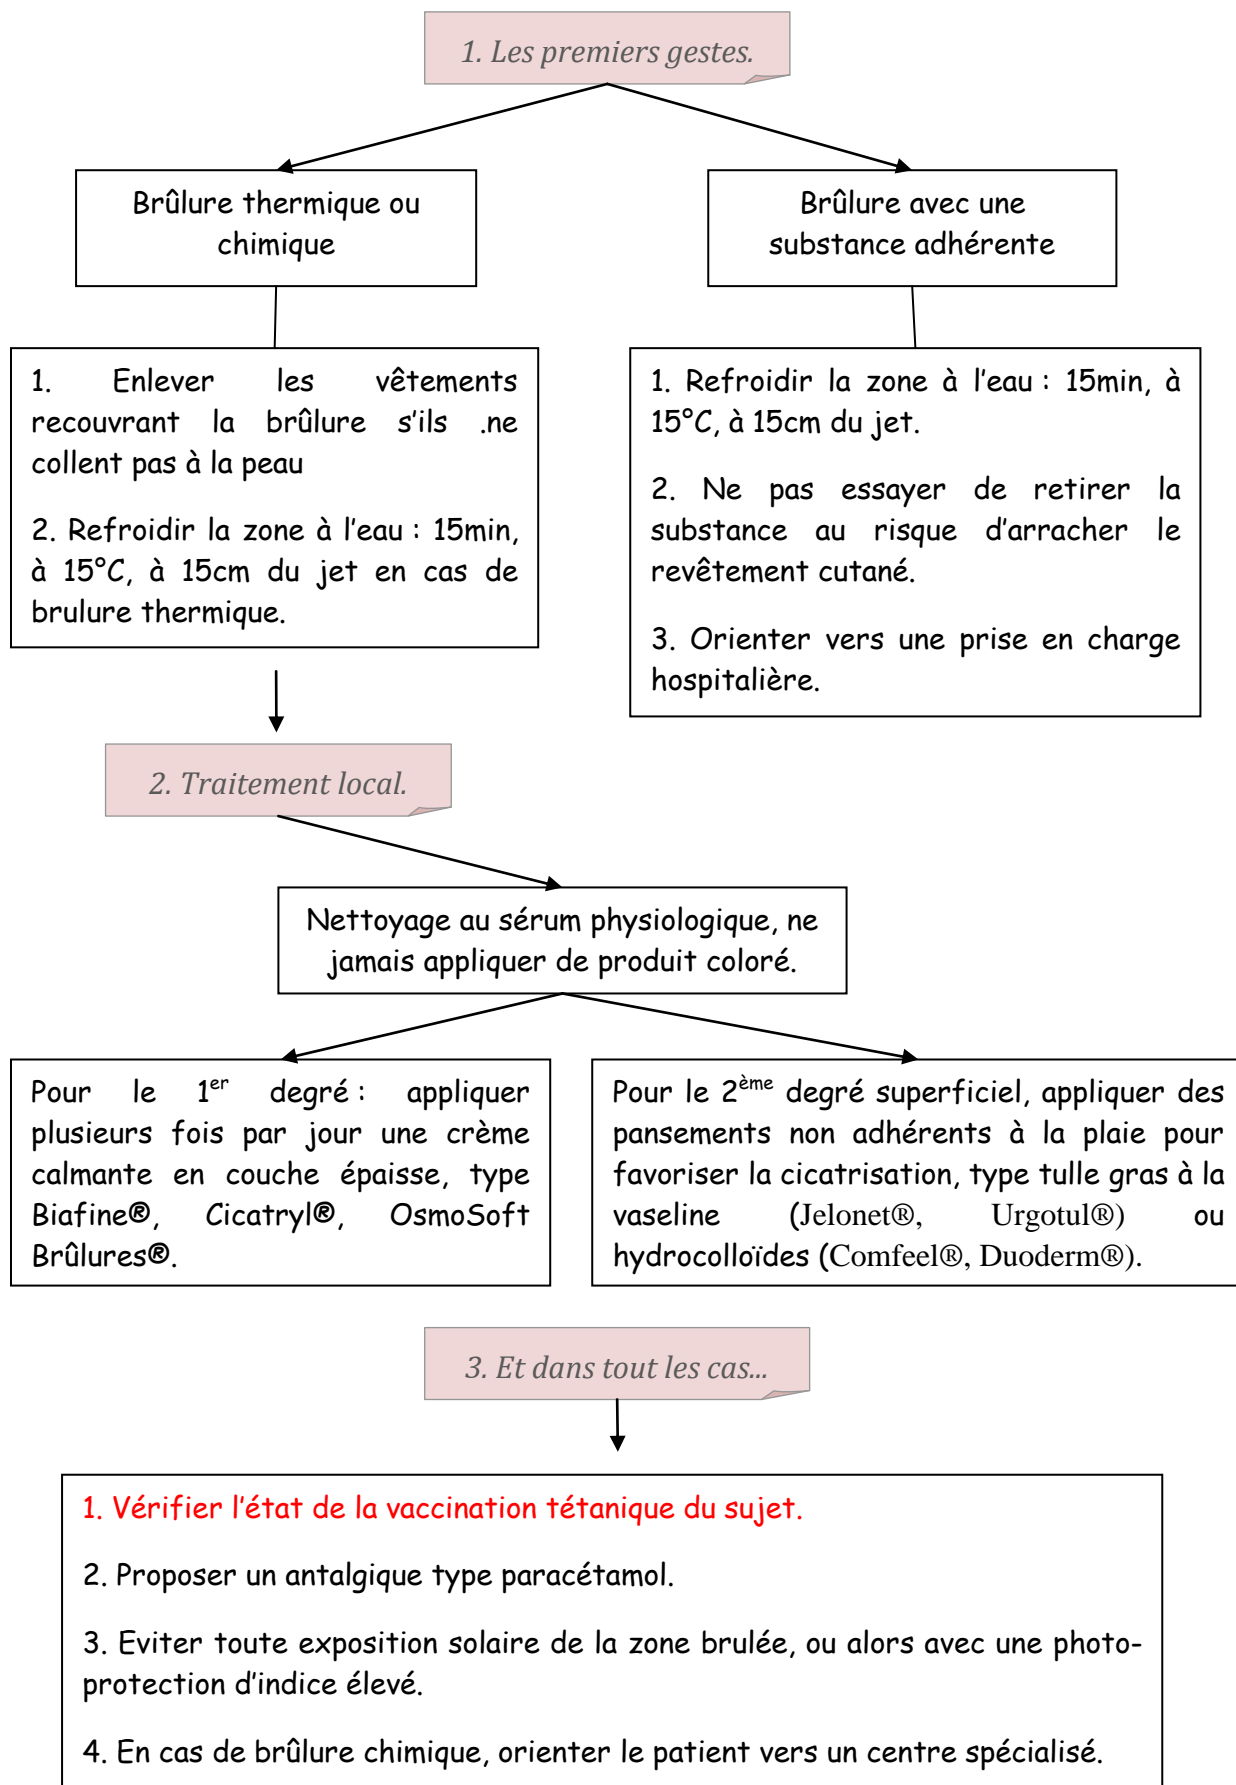 1. Les premiers gestes.
Brûlure thermique ou
chimique
Brûlure avec une
substance adhérente
1. Enlever les vêtements
recouvrant la brûlure s'ils .ne
collent pas à la peau
2. Refroidir la zone à l'eau : 15min,
à 15°C, à 15cm du jet en cas de
brulure thermique.
1. Refroidir la zone à l'eau : 15min, à
15°C, à 15cm du jet.
2. Ne pas essayer de retirer la
substance au risque d'arracher le
revêtement cutané.
3. Orienter vers une prise en charge
hospitalière.
2. Traitement local.
Nettoyage au sérum physiologique, ne
jamais appliquer de produit coloré.
Pour le 1er degré : appliquer
plusieurs fois par jour une crème
calmante en couche épaisse, type
Biafine®, Cicatryl®, OsmoSoft
Brûlures®.
Pour le 2ème degré superficiel, appliquer des
pansements non adhérents à la plaie pour
favoriser la cicatrisation, type tulle gras à la
vaseline (Jelonet®, Urgotul®) ou
hydrocolloïdes (Comfeel®, Duoderm®).
3. Et dans tout les cas...
1. Vérifier l'état de la vaccination tétanique du sujet.
2. Proposer un antalgique type paracétamol.
3. Eviter toute exposition solaire de la zone brulée, ou alors avec une photo-
protection d'indice élevé.
4. En cas de brûlure chimique, orienter le patient vers un centre spécialisé.